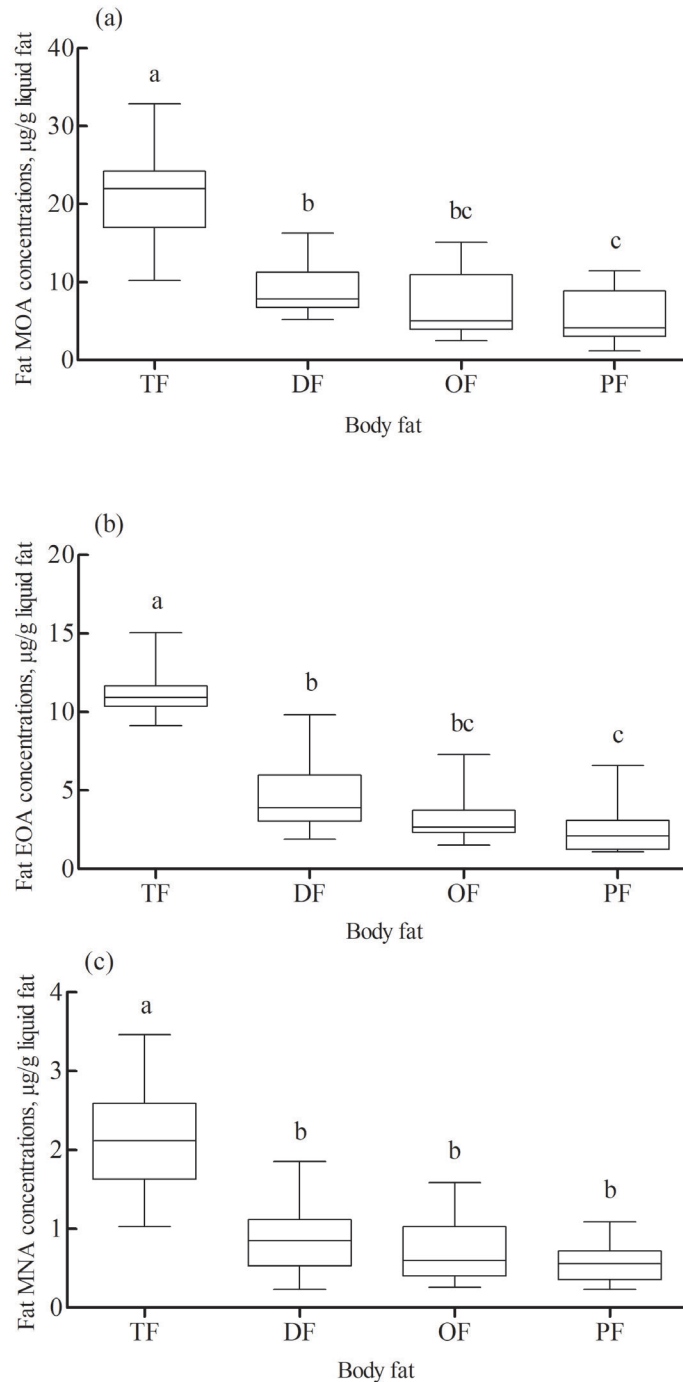 (a)
Fat MOA concentrations, μg/g liquid fat
40
30
20
10
0
a
b
bc
c
TF DF OF PF
Body fat
(b)
Fat EOA concentrations, μg/g liquid fat
20
15
10
5
0
a
b
bc
c
TF DF OF PF
Body fat
(c)
Fat MNA concentrations, μg/g liquid fat
4
3
2
1
0
a
b
b
b
TF DF OF PF
Body fat